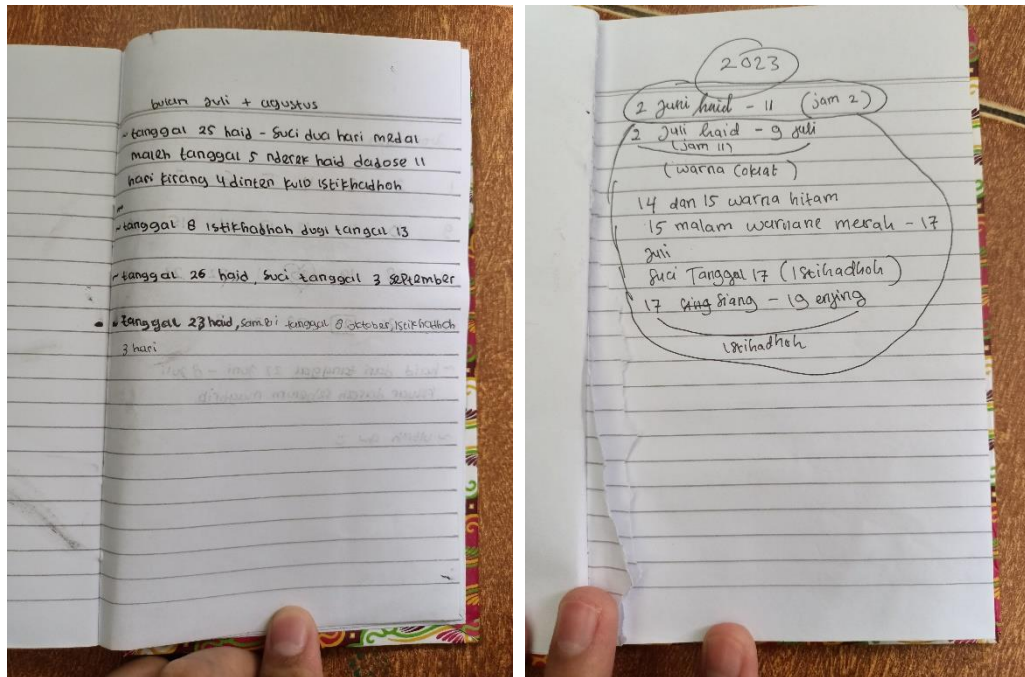 bulan Juli + agustus
- tanggal 25 haid - Suci dua hari medal
maleh tanggal 5 nderek haid dadose 11
hari kirang 4 dinten kulo istikhadhoh
~
- tanggal 8 istikhadhoh dugi tanggal 13
- tanggal 26 haid, Suci tanggal 3 September
• tanggal 23 haid, sambi tanggal 8 oktober, istikhadhoh
3 hari
2023
2 Juni haid - 11 (jam 2)
2 Juli haid - 9 Juli
(jam 11)
(warna Coklat)
14 dan 15 warna hitam
15 malam warnane merah - 17
Juli
Suci Tanggal 17 (Istihadhoh)
17 siang - 19 enjing
istihadhoh